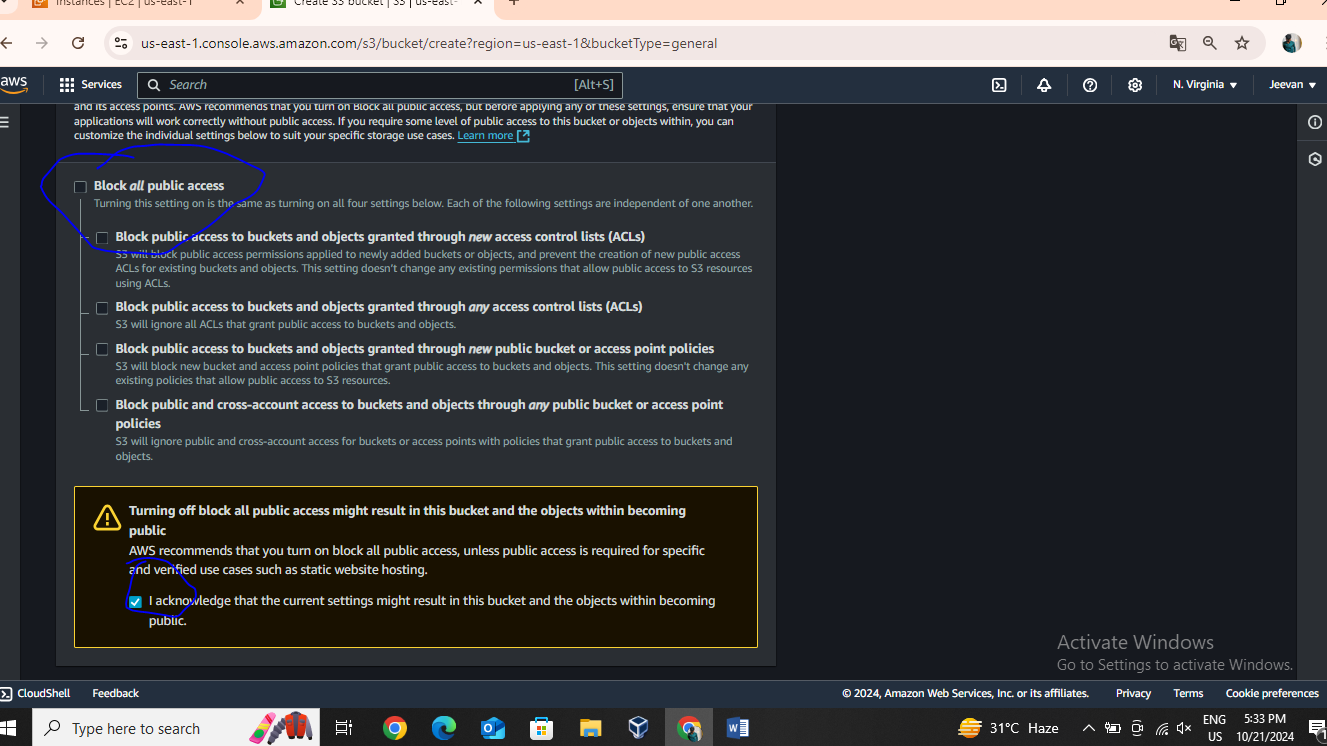 Instances | EC2 | us-east-1
Create S3 bucket | S3 | us-east-
us-east-1.console.aws.amazon.com/s3/bucket/create?region=us-east-1&bucketType=general
aws
Services
Search
[Alt+S]
N. Virginia
Jeevan
and its access points. AWS recommends that you turn on Block all public access, but before applying any of these settings, ensure that your
applications will work correctly without public access. If you require some level of public access to this bucket or objects within, you can
customize the individual settings below to suit your specific storage use cases. Learn more
Block all public access
Turning this setting on is the same as turning on all four settings below. Each of the following settings are independent of one another.
Block public access to buckets and objects granted through new access control lists (ACLs)
S3 will block public access permissions applied to newly added buckets or objects, and prevent the creation of new public access
ACLs for existing buckets and objects. This setting doesn't change any existing permissions that allow public access to S3 resources
using ACLs.
Block public access to buckets and objects granted through any access control lists (ACLs)
S3 will ignore all ACLs that grant public access to buckets and objects.
Block public access to buckets and objects granted through new public bucket or access point policies
S3 will block new bucket and access point policies that grant public access to buckets and objects. This setting doesn't change any
existing policies that allow public access to S3 resources.
Block public and cross-account access to buckets and objects through any public bucket or access point
policies
S3 will ignore public and cross-account access for buckets or access points with policies that grant public access to buckets and
objects.
Turning off block all public access might result in this bucket and the objects within becoming
public
AWS recommends that you turn on block all public access, unless public access is required for specific
and verified use cases such as static website hosting.
I acknowledge that the current settings might result in this bucket and the objects within becoming
public.
Activate Windows
Go to Settings to activate Windows.
CloudShell
Feedback
© 2024, Amazon Web Services, Inc. or its affiliates.
Privacy
Terms
Cookie preferences
Type here to search
31°C Haze
ENG
US
5:33 PM
10/21/2024
1